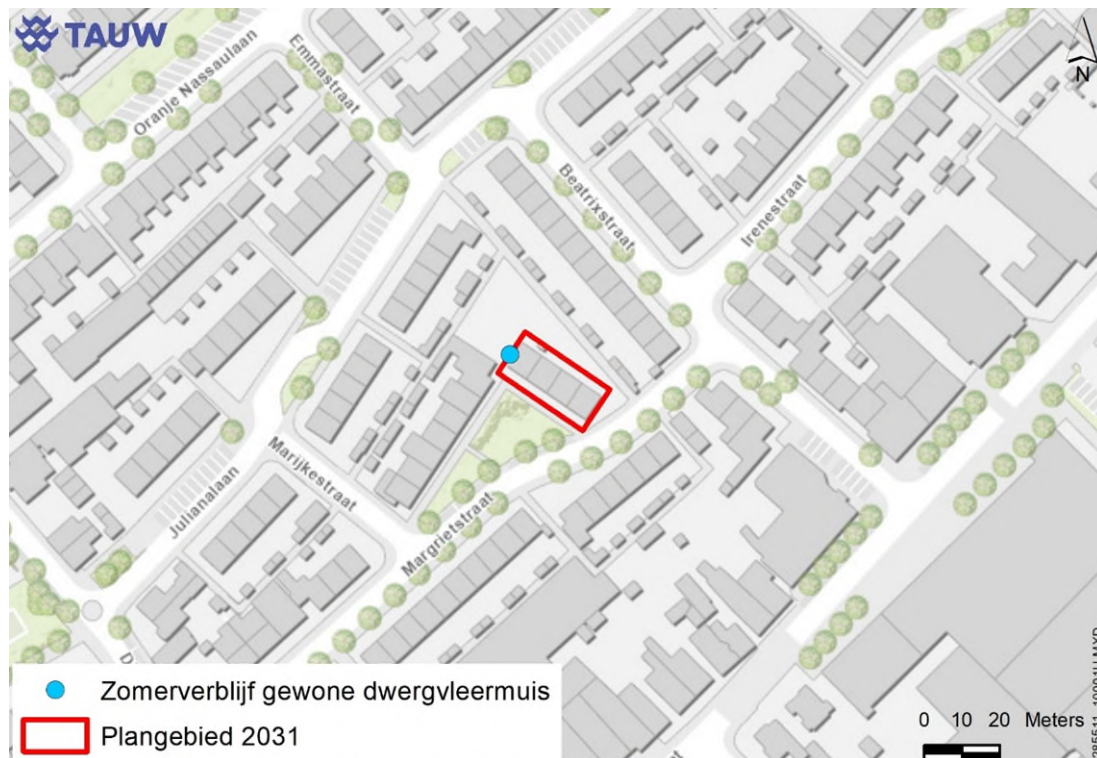 TAUW
Oranje Nassaulaan
Emmastraat
N
Beatrixstraat
Irenestraat
Marijkestraat
Julianalaan
Margrietstraat
D
Zomerverblijf gewone dwergvleermuis
Plangebied 2031
0 10 20 Meters